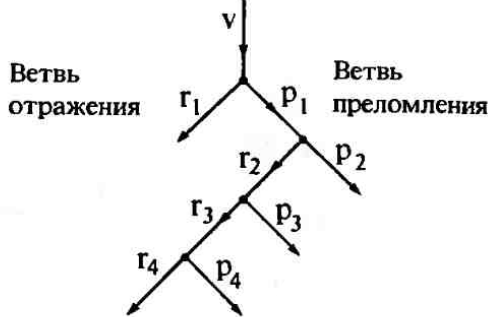 v
Ветвь
отражения
Ветвь
преломления
r₁
p₁
r₂
p₂
r₃
p₃
r₄
p₄